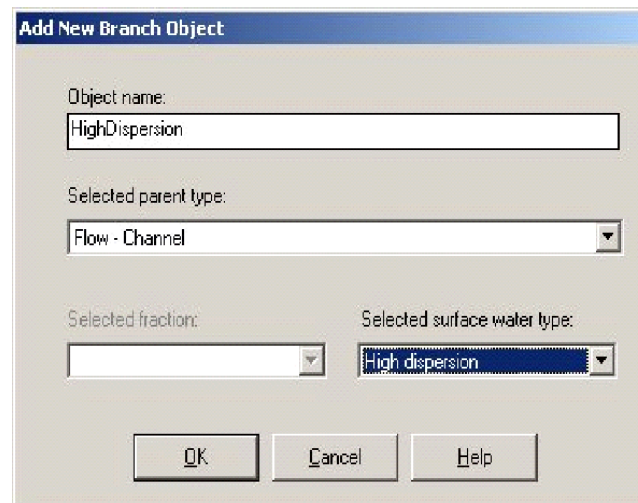 Add New Branch Object
Object name:
HighDispersion
Selected parent type:
Flow - Channel
Selected fraction:
Selected surface water type:
High dispersion
OK
Cancel
Help